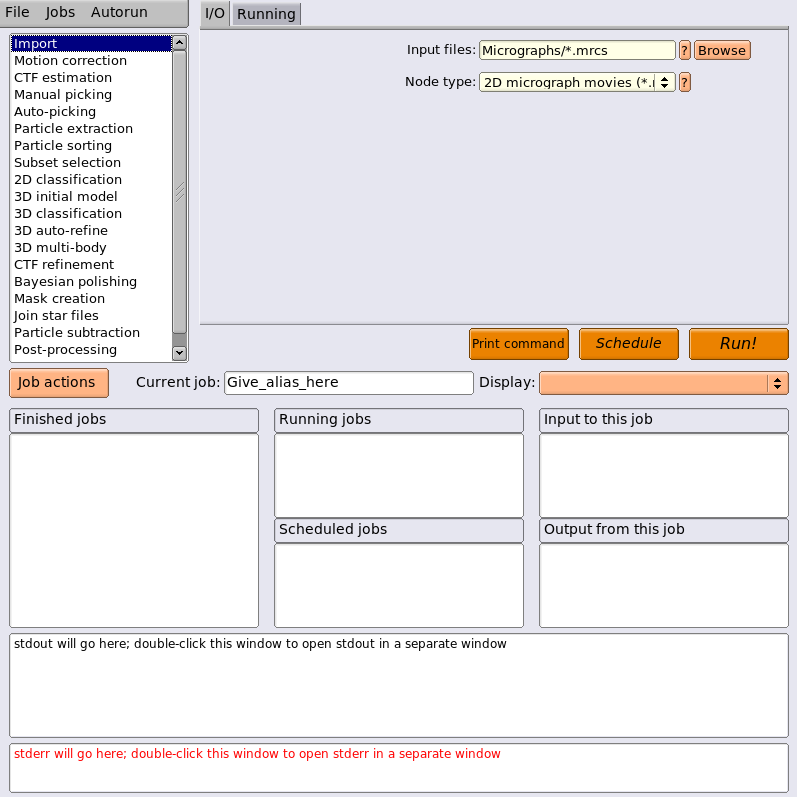 File Jobs Autorun
I/O Running
Import
Motion correction
CTF estimation
Manual picking
Auto-picking
Particle extraction
Particle sorting
Subset selection
2D classification
3D initial model
3D classification
3D auto-refine
3D multi-body
CTF refinement
Bayesian polishing
Mask creation
Join star files
Particle subtraction
Post-processing
Input files: Micrographs/*.mrcs ? Browse
Node type: 2D micrograph movies (*. ?
Print command Schedule Run!
Job actions Current job: Give_alias_here Display:
Finished jobs Running jobs Input to this job
Scheduled jobs Output from this job
stdout will go here; double-click this window to open stdout in a separate window
stderr will go here; double-click this window to open stderr in a separate window